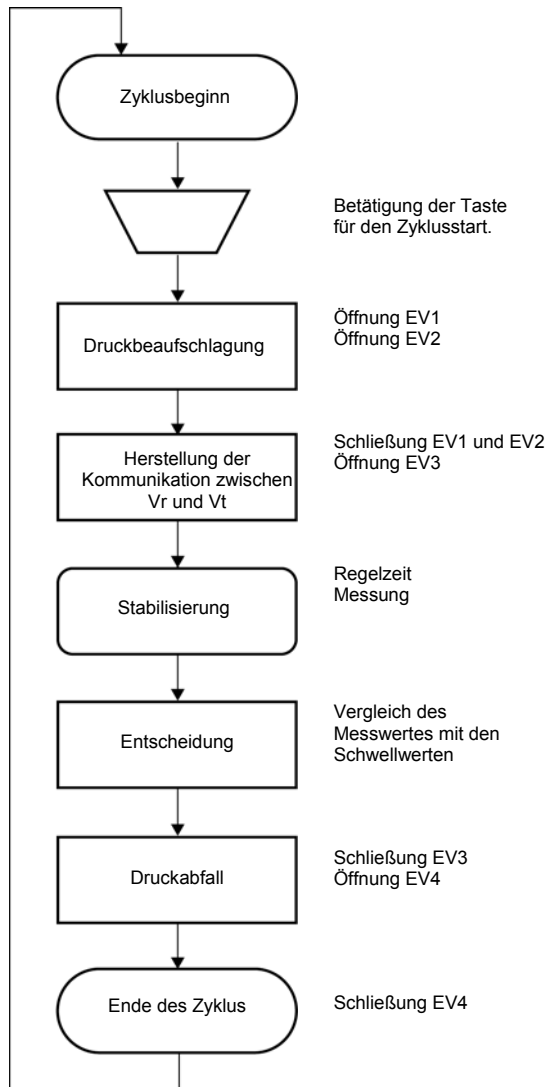 Zyklusbeginn
Betätigung der Taste
für den Zyklusstart.
Druckbeaufschlagung
Öffnung EV1
Öffnung EV2
Herstellung der
Kommunikation zwischen
Vr und Vt
Schließung EV1 und EV2
Öffnung EV3
Stabilisierung
Regelzeit
Messung
Entscheidung
Vergleich des
Messwertes mit den
Schwellwerten
Druckabfall
Schließung EV3
Öffnung EV4
Ende des Zyklus
Schließung EV4